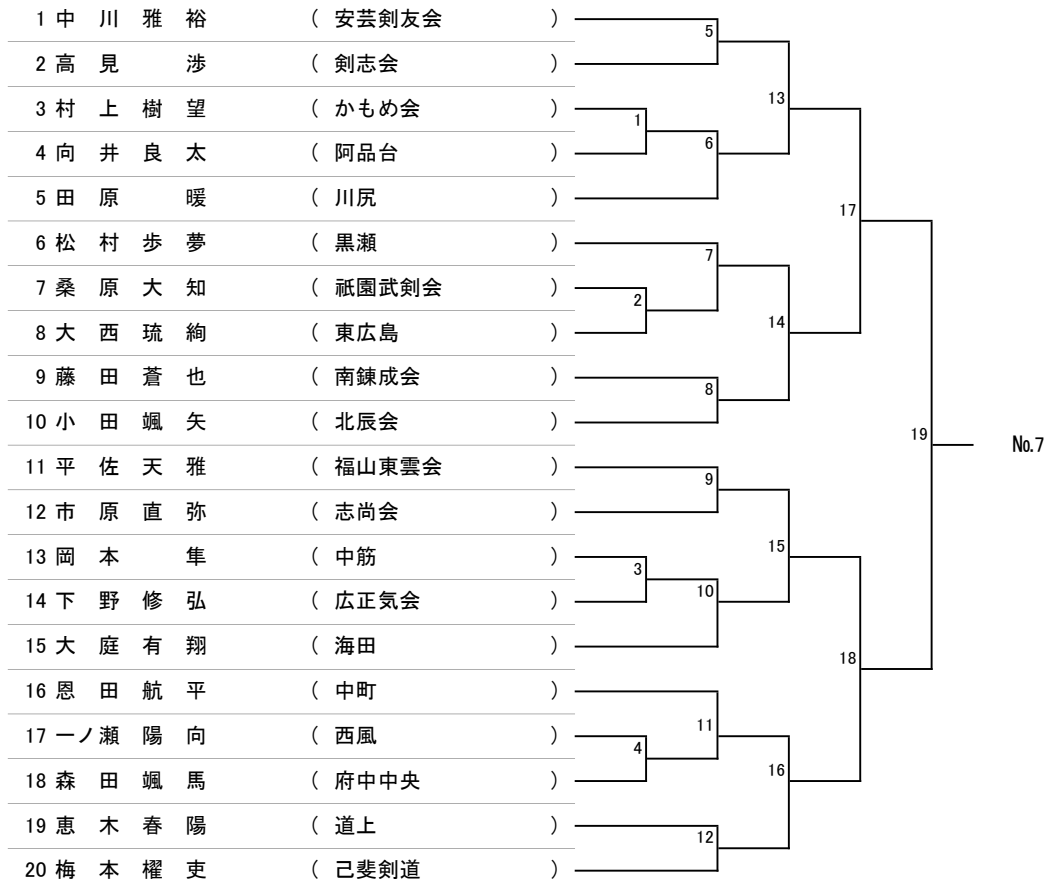 1 中 川 雅 裕 ( 安芸剣友会 )
2 高 見 渉 ( 剣志会 )
3 村 上 樹 望 ( かもめ会 )
4 向 井 良 太 ( 阿品台 )
5 田 原 暖 ( 川尻 )
6 松 村 歩 夢 ( 黒瀬 )
7 桑 原 大 知 ( 祇園武剣会 )
8 大 西 琉 絢 ( 東広島 )
9 藤 田 蒼 也 ( 南錬成会 )
10 小 田 颯 矢 ( 北辰会 )
11 平 佐 天 雅 ( 福山東雲会 )
12 市 原 直 弥 ( 志尚会 )
13 岡 本 隼 ( 中筋 )
14 下 野 修 弘 ( 広正気会 )
15 大 庭 有 翔 ( 海田 )
16 恩 田 航 平 ( 中町 )
17 一ノ瀬 陽 向 ( 西風 )
18 森 田 颯 馬 ( 府中中央 )
19 恵 木 春 陽 ( 道上 )
20 梅 本 櫂 吏 ( 己斐剣道 )
1
2
3
4
5
6
7
8
9
10
11
12
13
14
15
16
17
18
19
№7